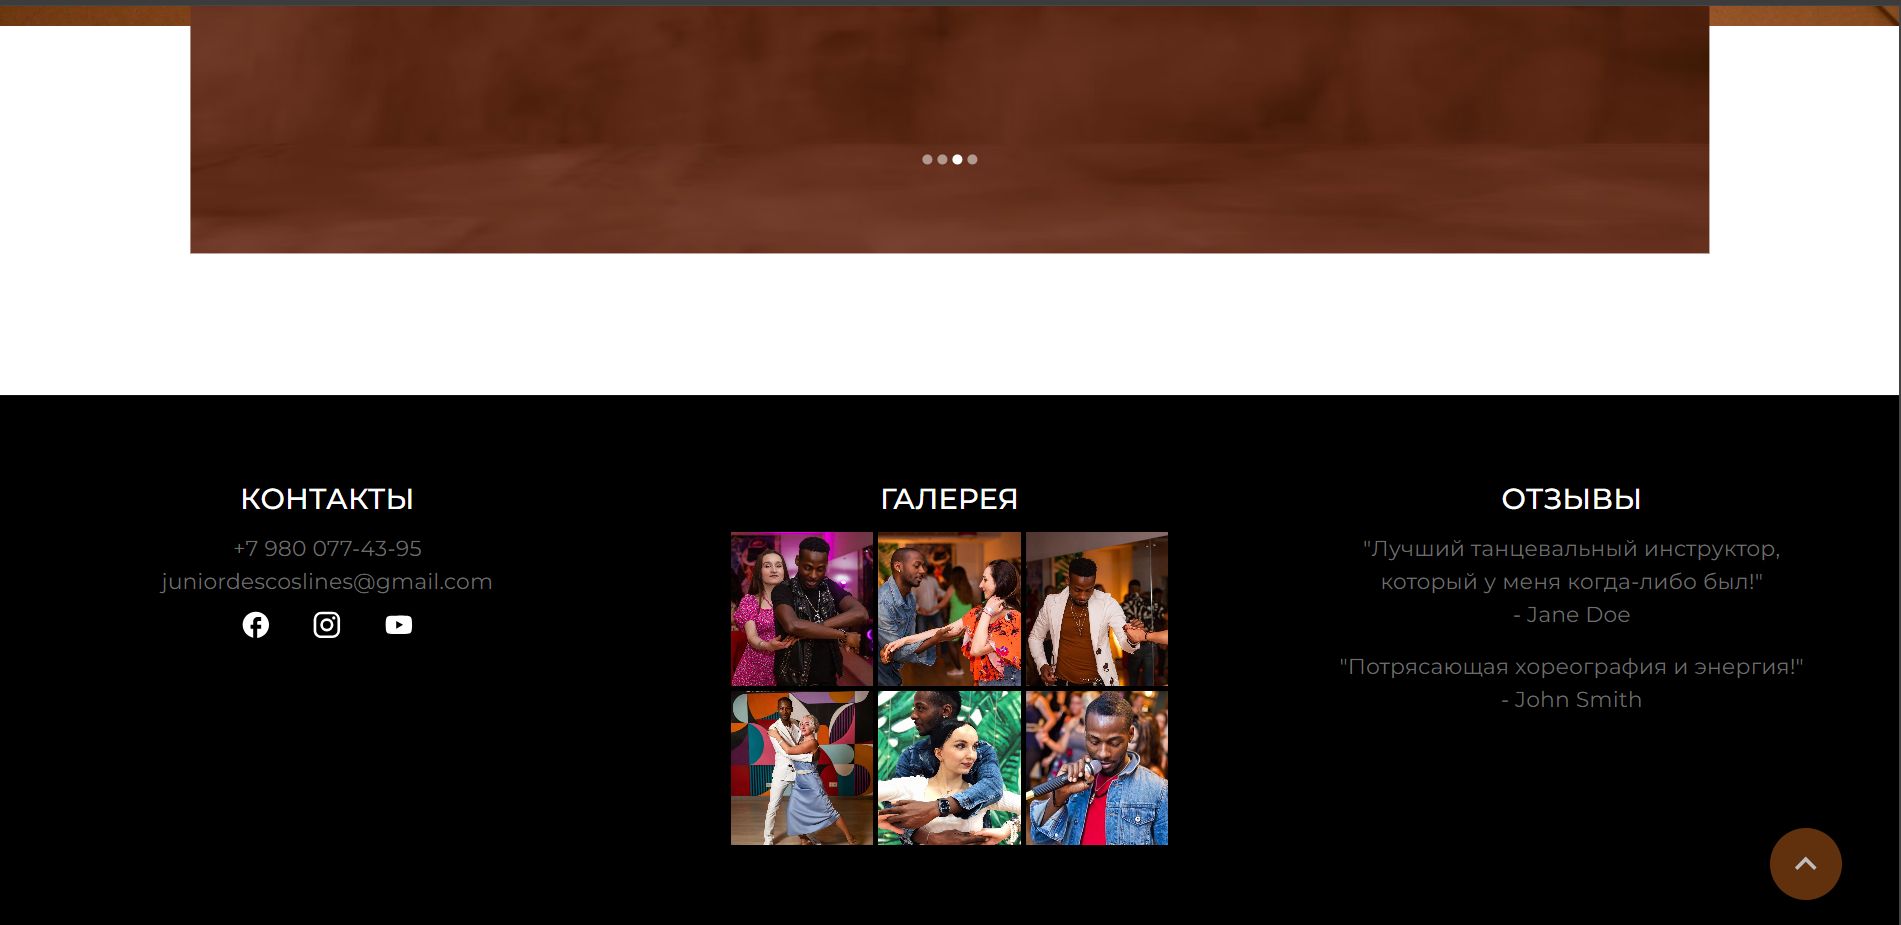 КОНТАКТЫ
+7 980 077-43-95
juniordescoslines@gmail.com
ГАЛЕРЕЯ
ОТЗЫВЫ
"Лучший танцевальный инструктор,
который у меня когда-либо был!"
- Jane Doe
"Потрясающая хореография и энергия!"
- John Smith